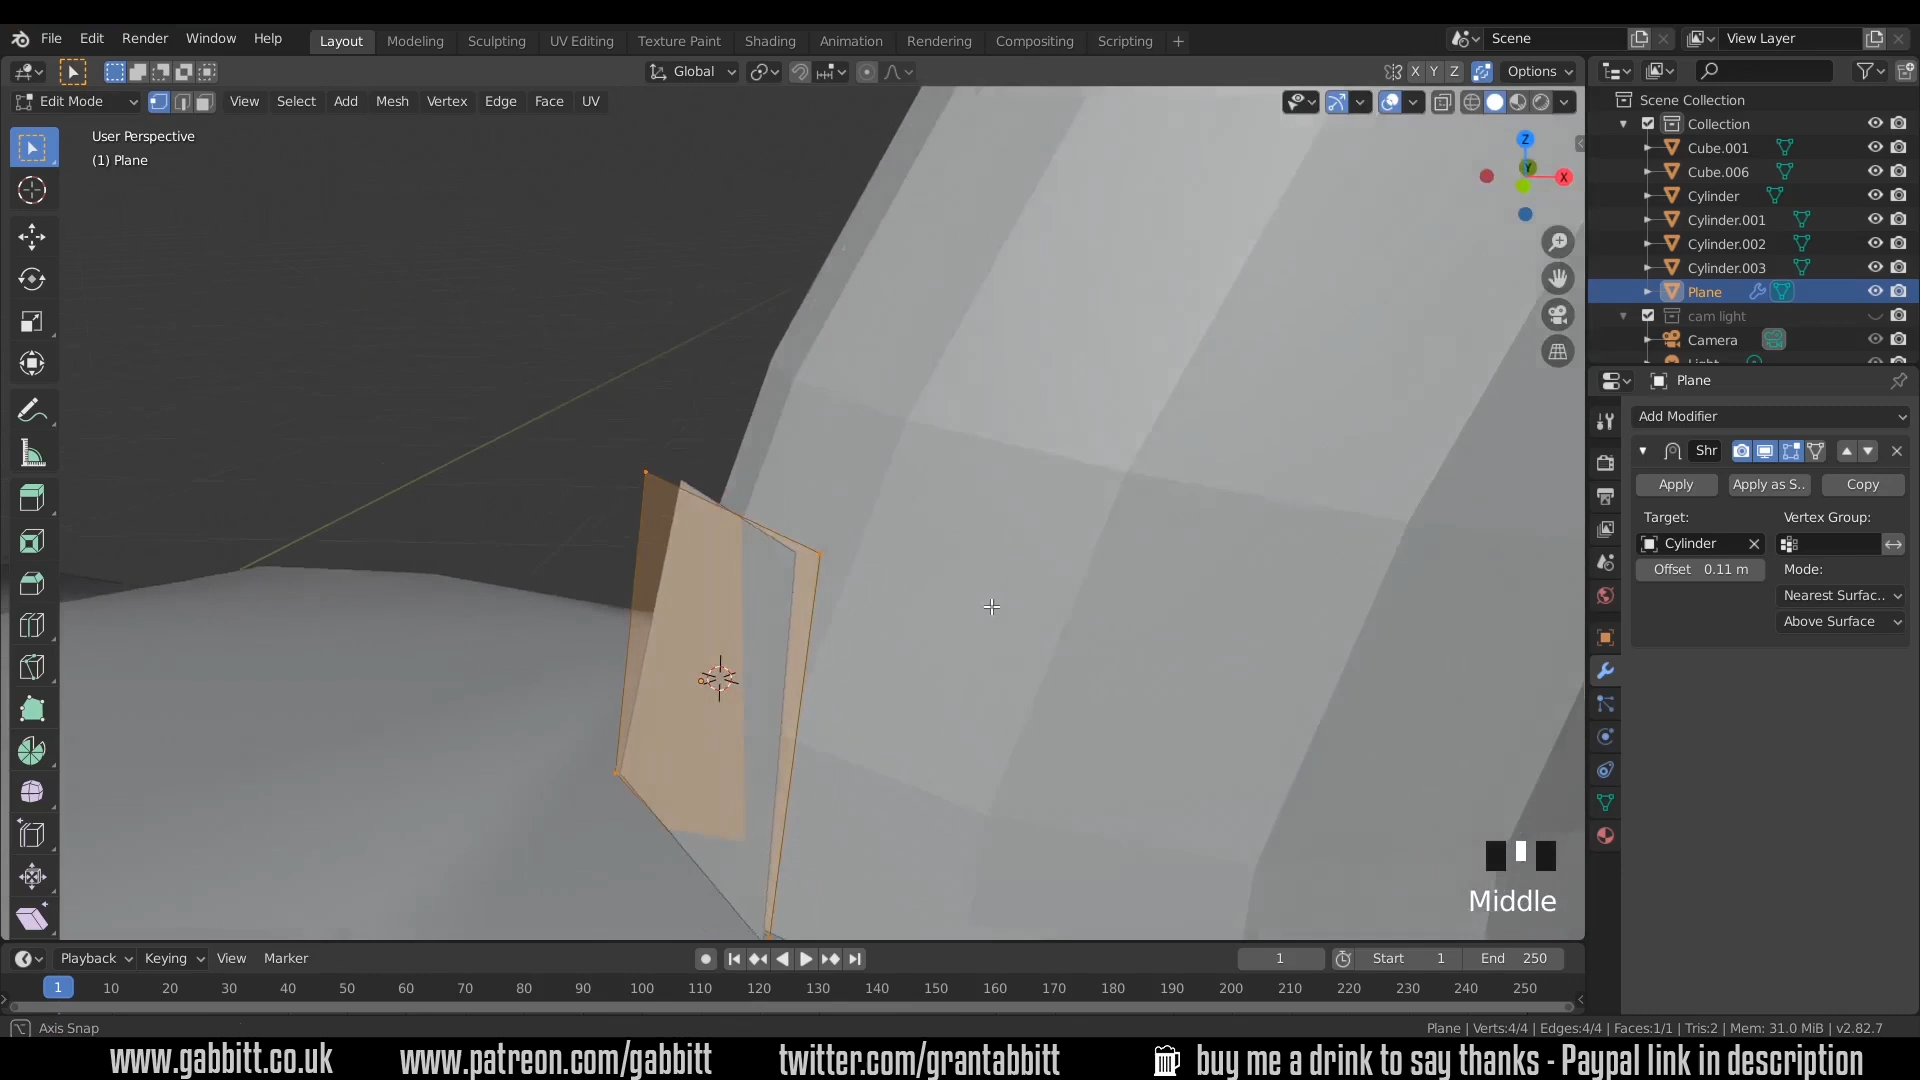 File Edit Render Window Help Layout Modeling Sculpting UV Editing Texture Paint Shading Animation Rendering Compositing Scripting + Scene View Layer
Global X Y Z Options
Edit Mode View Select Add Mesh Vertex Edge Face UV
User Perspective
(1) Plane
Z
Y
X
Scene Collection
Collection
Cube.001
Cube.006
Cylinder
Cylinder.001
Cylinder.002
Cylinder.003
Plane
cam light
Camera
Plane
Add Modifier
Shr
Apply Apply as S.. Copy
Target: Vertex Group:
Cylinder
Offset 0.11 m Mode:
Nearest Surfac..
Above Surface
Middle
Playback Keying View Marker 1 Start 1 End 250
1 10 20 30 40 50 60 70 80 90 100 110 120 130 140 150 160 170 180 190 200 210 220 230 240 250
Axis Snap Plane | Verts:4/4 | Edges:4/4 | Faces:1/1 | Tris:2 | Mem: 31.0 MiB | v2.82.7
www.gabbitt.co.uk www.patreon.com/gabbitt twitter.com/grantabbitt buy me a drink to say thanks - Paypal link in description